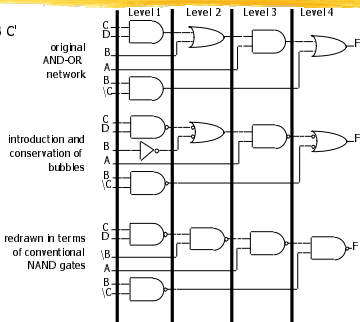 Level 1 Level 2 Level 3 Level 4
C'
original
AND-OR
network
C
D
B
A
B
\C
F
introduction and
conservation of
bubbles
C
D
B
A
B
\C
F
redrawn in terms
of conventional
NAND gates
C
D
\B
A
B
\C
F